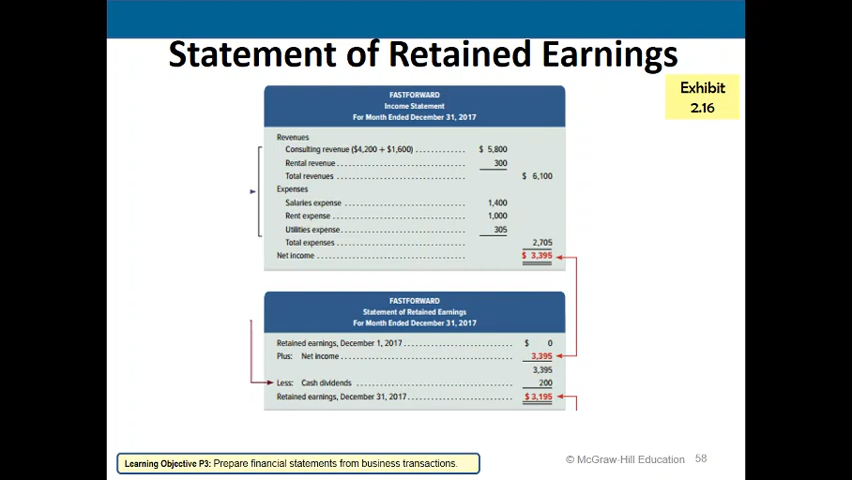 Statement of Retained Earnings
Exhibit
2.16
FASTFORWARD
Income Statement
For Month Ended December 31, 2017
Revenues
Consulting revenue ($4,200 + $1,600) ............ $ 5,800
Rental revenue ............ 300
Total revenues ............ $ 6,100
Expenses
Salaries expense ............ 1,400
Rent expense ............ 1,000
Utilities expense ............ 305
Total expenses ............ 2,705
Net income ............ $ 3,395
FASTFORWARD
Statement of Retained Earnings
For Month Ended December 31, 2017
Retained earnings, December 1, 2017 ............ $ 0
Plus: Net income ............ 3,395
3,395
Less: Cash dividends ............ 200
Retained earnings, December 31, 2017 ............ $ 3,195
Learning Objective P3: Prepare financial statements from business transactions.
© McGraw-Hill Education 58